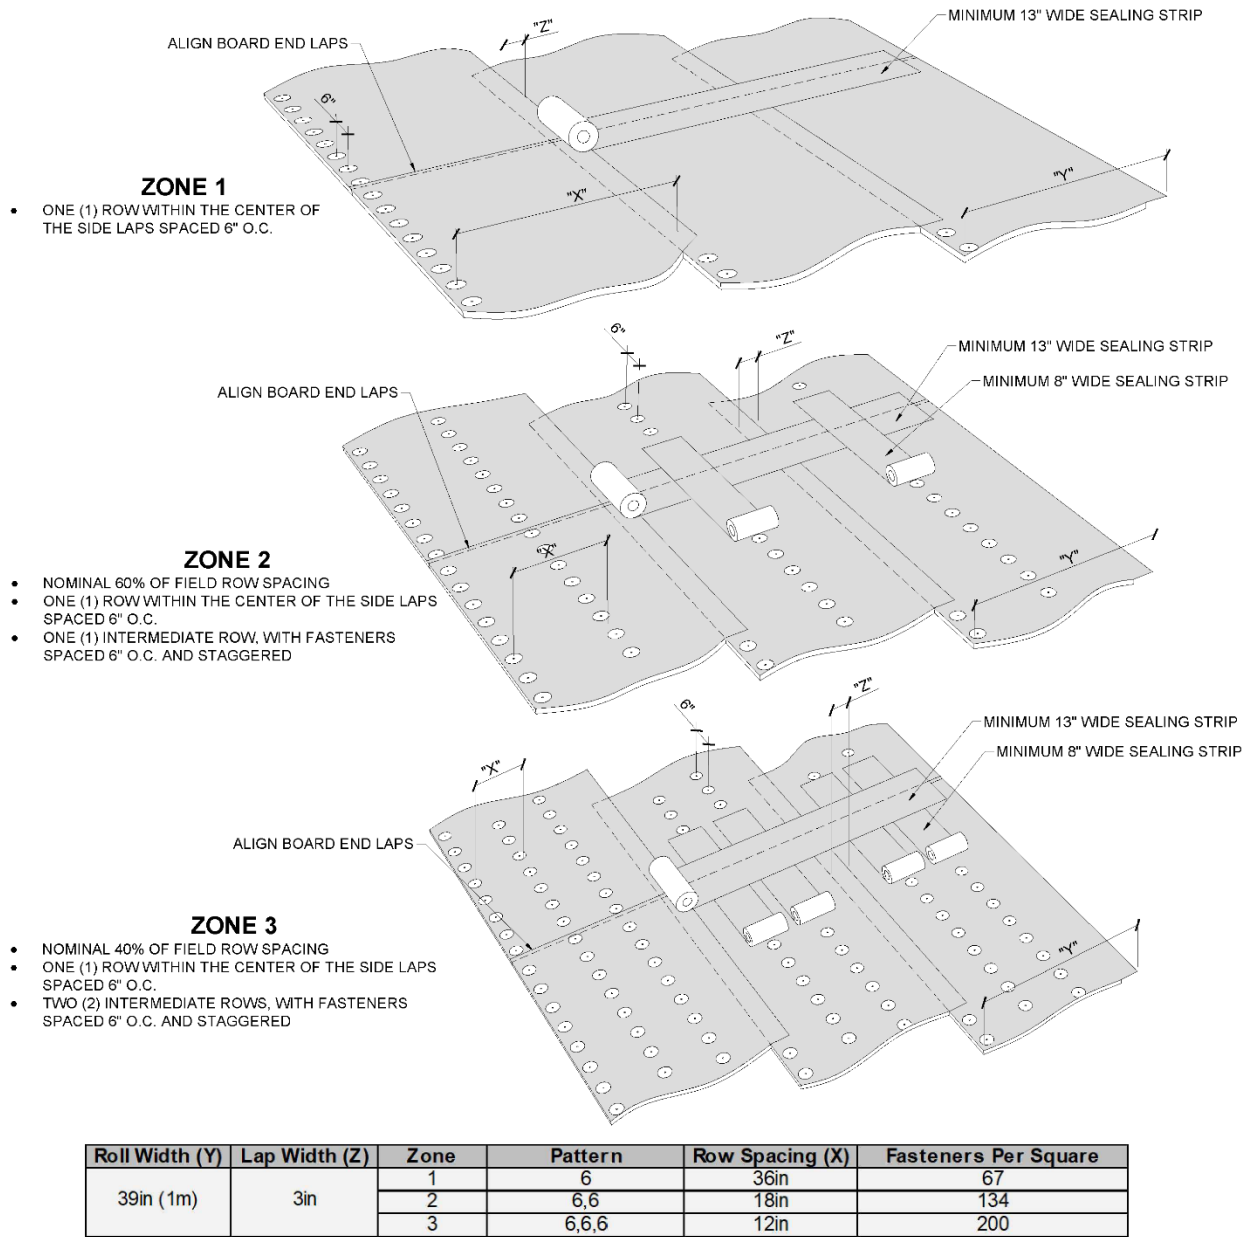 "Z"
MINIMUM 13" WIDE SEALING STRIP
ALIGN BOARD END LAPS
6"
"X"
"Y"
ZONE 1
• ONE (1) ROW WITHIN THE CENTER OF
THE SIDE LAPS SPACED 6" O.C.
6"
"Z"
MINIMUM 13" WIDE SEALING STRIP
MINIMUM 8" WIDE SEALING STRIP
ALIGN BOARD END LAPS
"X"
"Y"
ZONE 2
• NOMINAL 60% OF FIELD ROW SPACING
• ONE (1) ROW WITHIN THE CENTER OF THE SIDE LAPS
SPACED 6" O.C.
• ONE (1) INTERMEDIATE ROW, WITH FASTENERS
SPACED 6" O.C. AND STAGGERED
"Z"
6"
MINIMUM 13" WIDE SEALING STRIP
MINIMUM 8" WIDE SEALING STRIP
"X"
ALIGN BOARD END LAPS
"Y"
ZONE 3
• NOMINAL 40% OF FIELD ROW SPACING
• ONE (1) ROW WITHIN THE CENTER OF THE SIDE LAPS
SPACED 6" O.C.
• TWO (2) INTERMEDIATE ROWS, WITH FASTENERS
SPACED 6" O.C. AND STAGGERED
Roll Width (Y) Lap Width (Z) Zone Pattern Row Spacing (X) Fasteners Per Square
39in (1m) 3in 1 6 36in 67
2 6,6 18in 134
3 6,6,6 12in 200